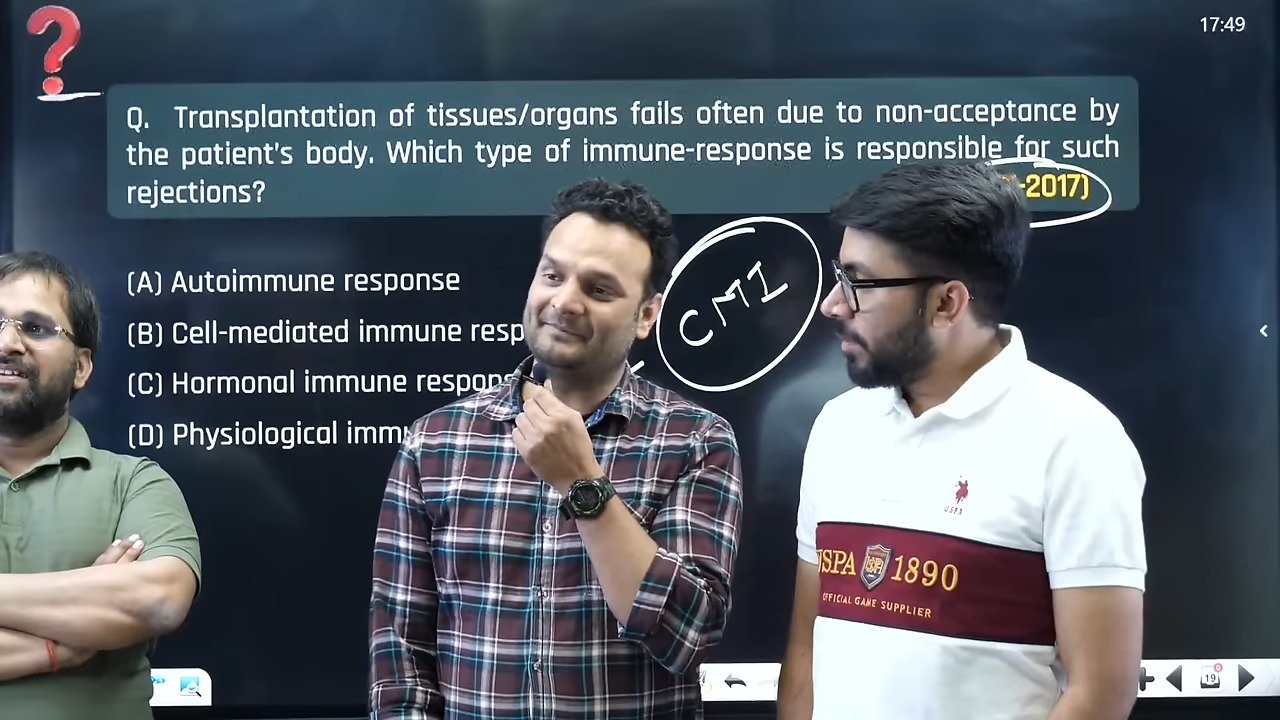 17:49
Q. Transplantation of tissues/organs fails often due to non-acceptance by
the patient's body. Which type of immune-response is responsible for such
rejections?
-2017)
(A) Autoimmune response
(B) Cell-mediated immune resp
(C) Hormonal immune respons
(D) Physiological imm
CMI
USPA
USPA 1890
OFFICIAL GAME SUPPLIER
19